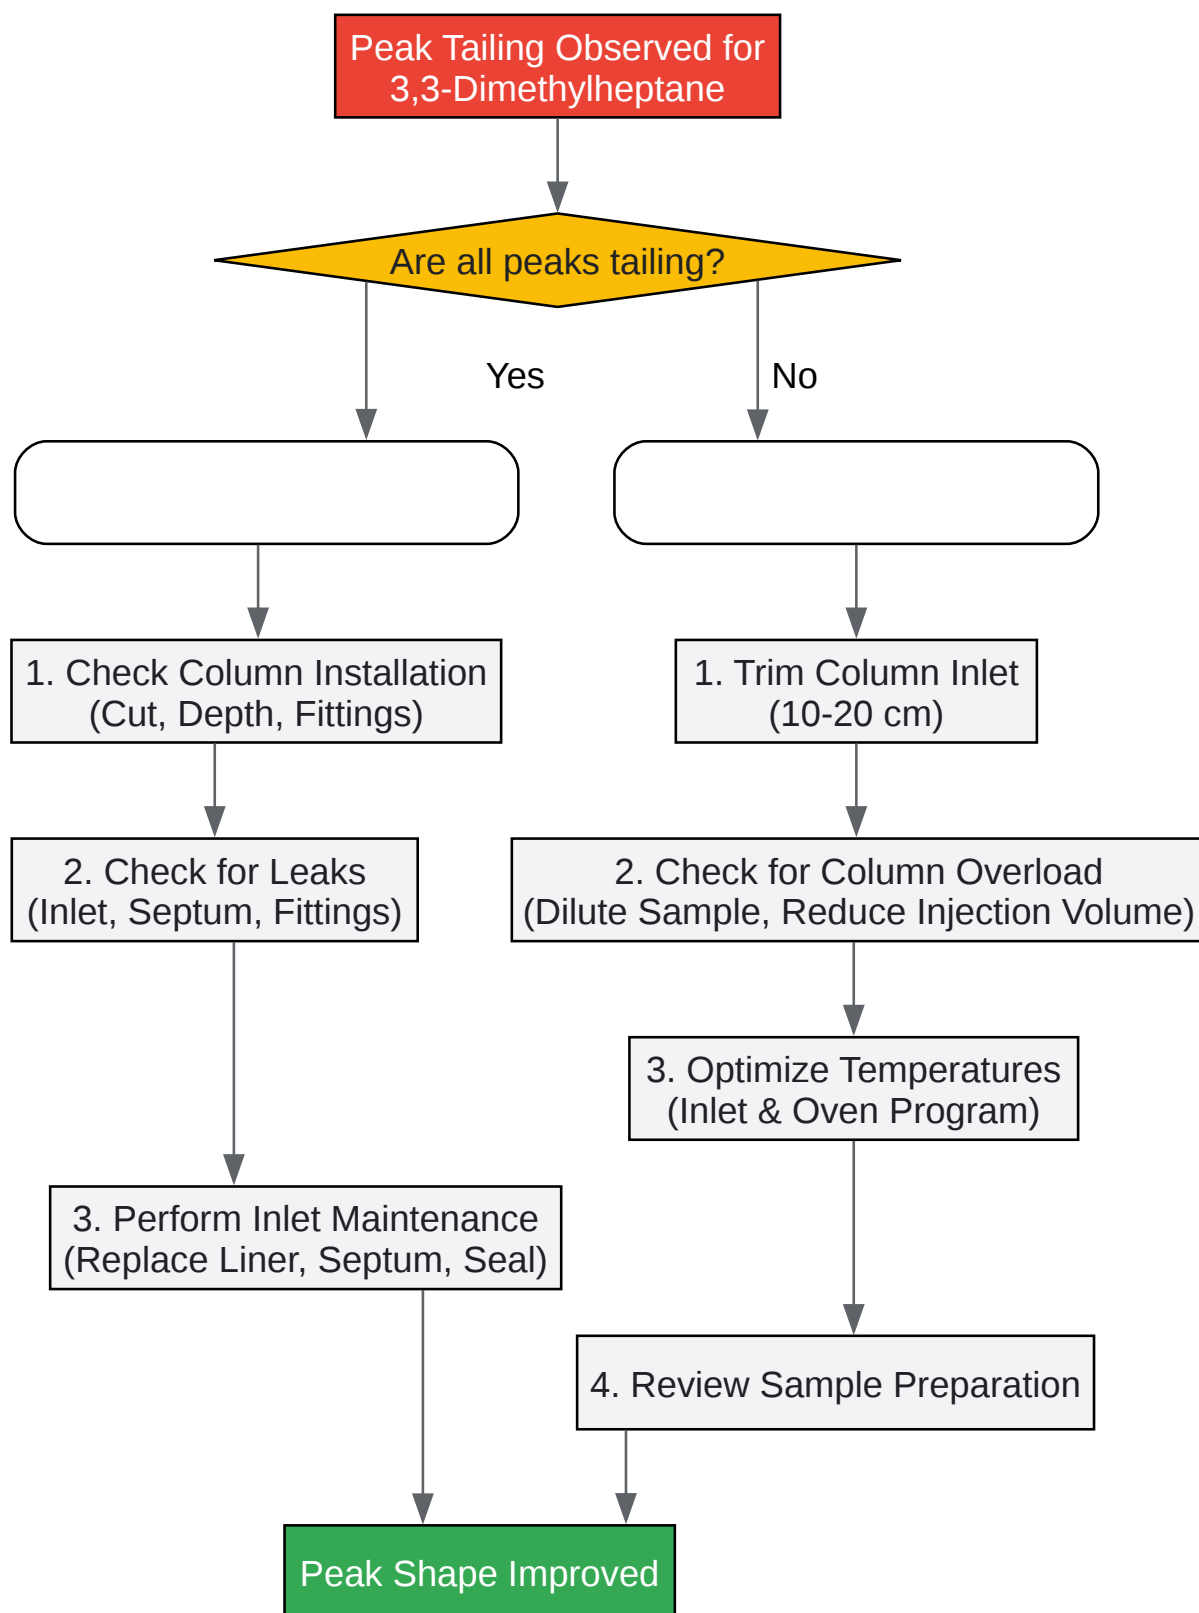 Peak Tailing Observed for
3,3-Dimethylheptane
Are all peaks tailing?
Yes
No
1. Check Column Installation
(Cut, Depth, Fittings)
1. Trim Column Inlet
(10-20 cm)
2. Check for Leaks
(Inlet, Septum, Fittings)
2. Check for Column Overload
(Dilute Sample, Reduce Injection Volume)
3. Optimize Temperatures
(Inlet & Oven Program)
3. Perform Inlet Maintenance
(Replace Liner, Septum, Seal)
4. Review Sample Preparation
Peak Shape Improved